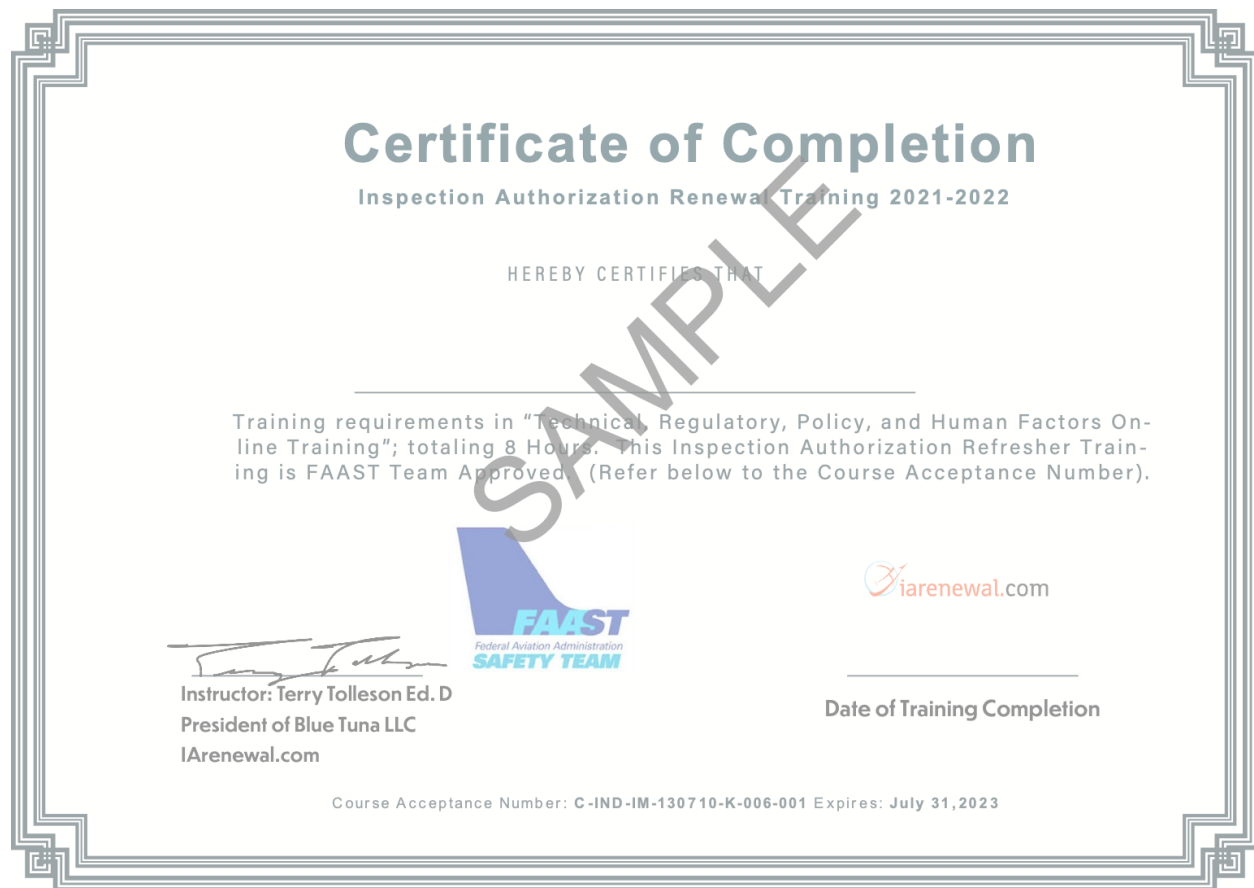 Certificate of Completion
Inspection Authorization Renewal Training 2021-2022
HEREBY CERTIFIES THAT
SAMPLE
Training requirements in “Technical, Regulatory, Policy, and Human Factors On-
line Training”; totaling 8 Hours. This Inspection Authorization Refresher Train-
ing is FAAST Team Approved. (Refer below to the Course Acceptance Number).
FAAST
Federal Aviation Administration
SAFETY TEAM
iarenewal.com
Terry Tolleson
Instructor: Terry Tolleson Ed. D
President of Blue Tuna LLC
IArenewal.com
Date of Training Completion
Course Acceptance Number: C-IND-IM-130710-K-006-001 Expires: July 31,2023